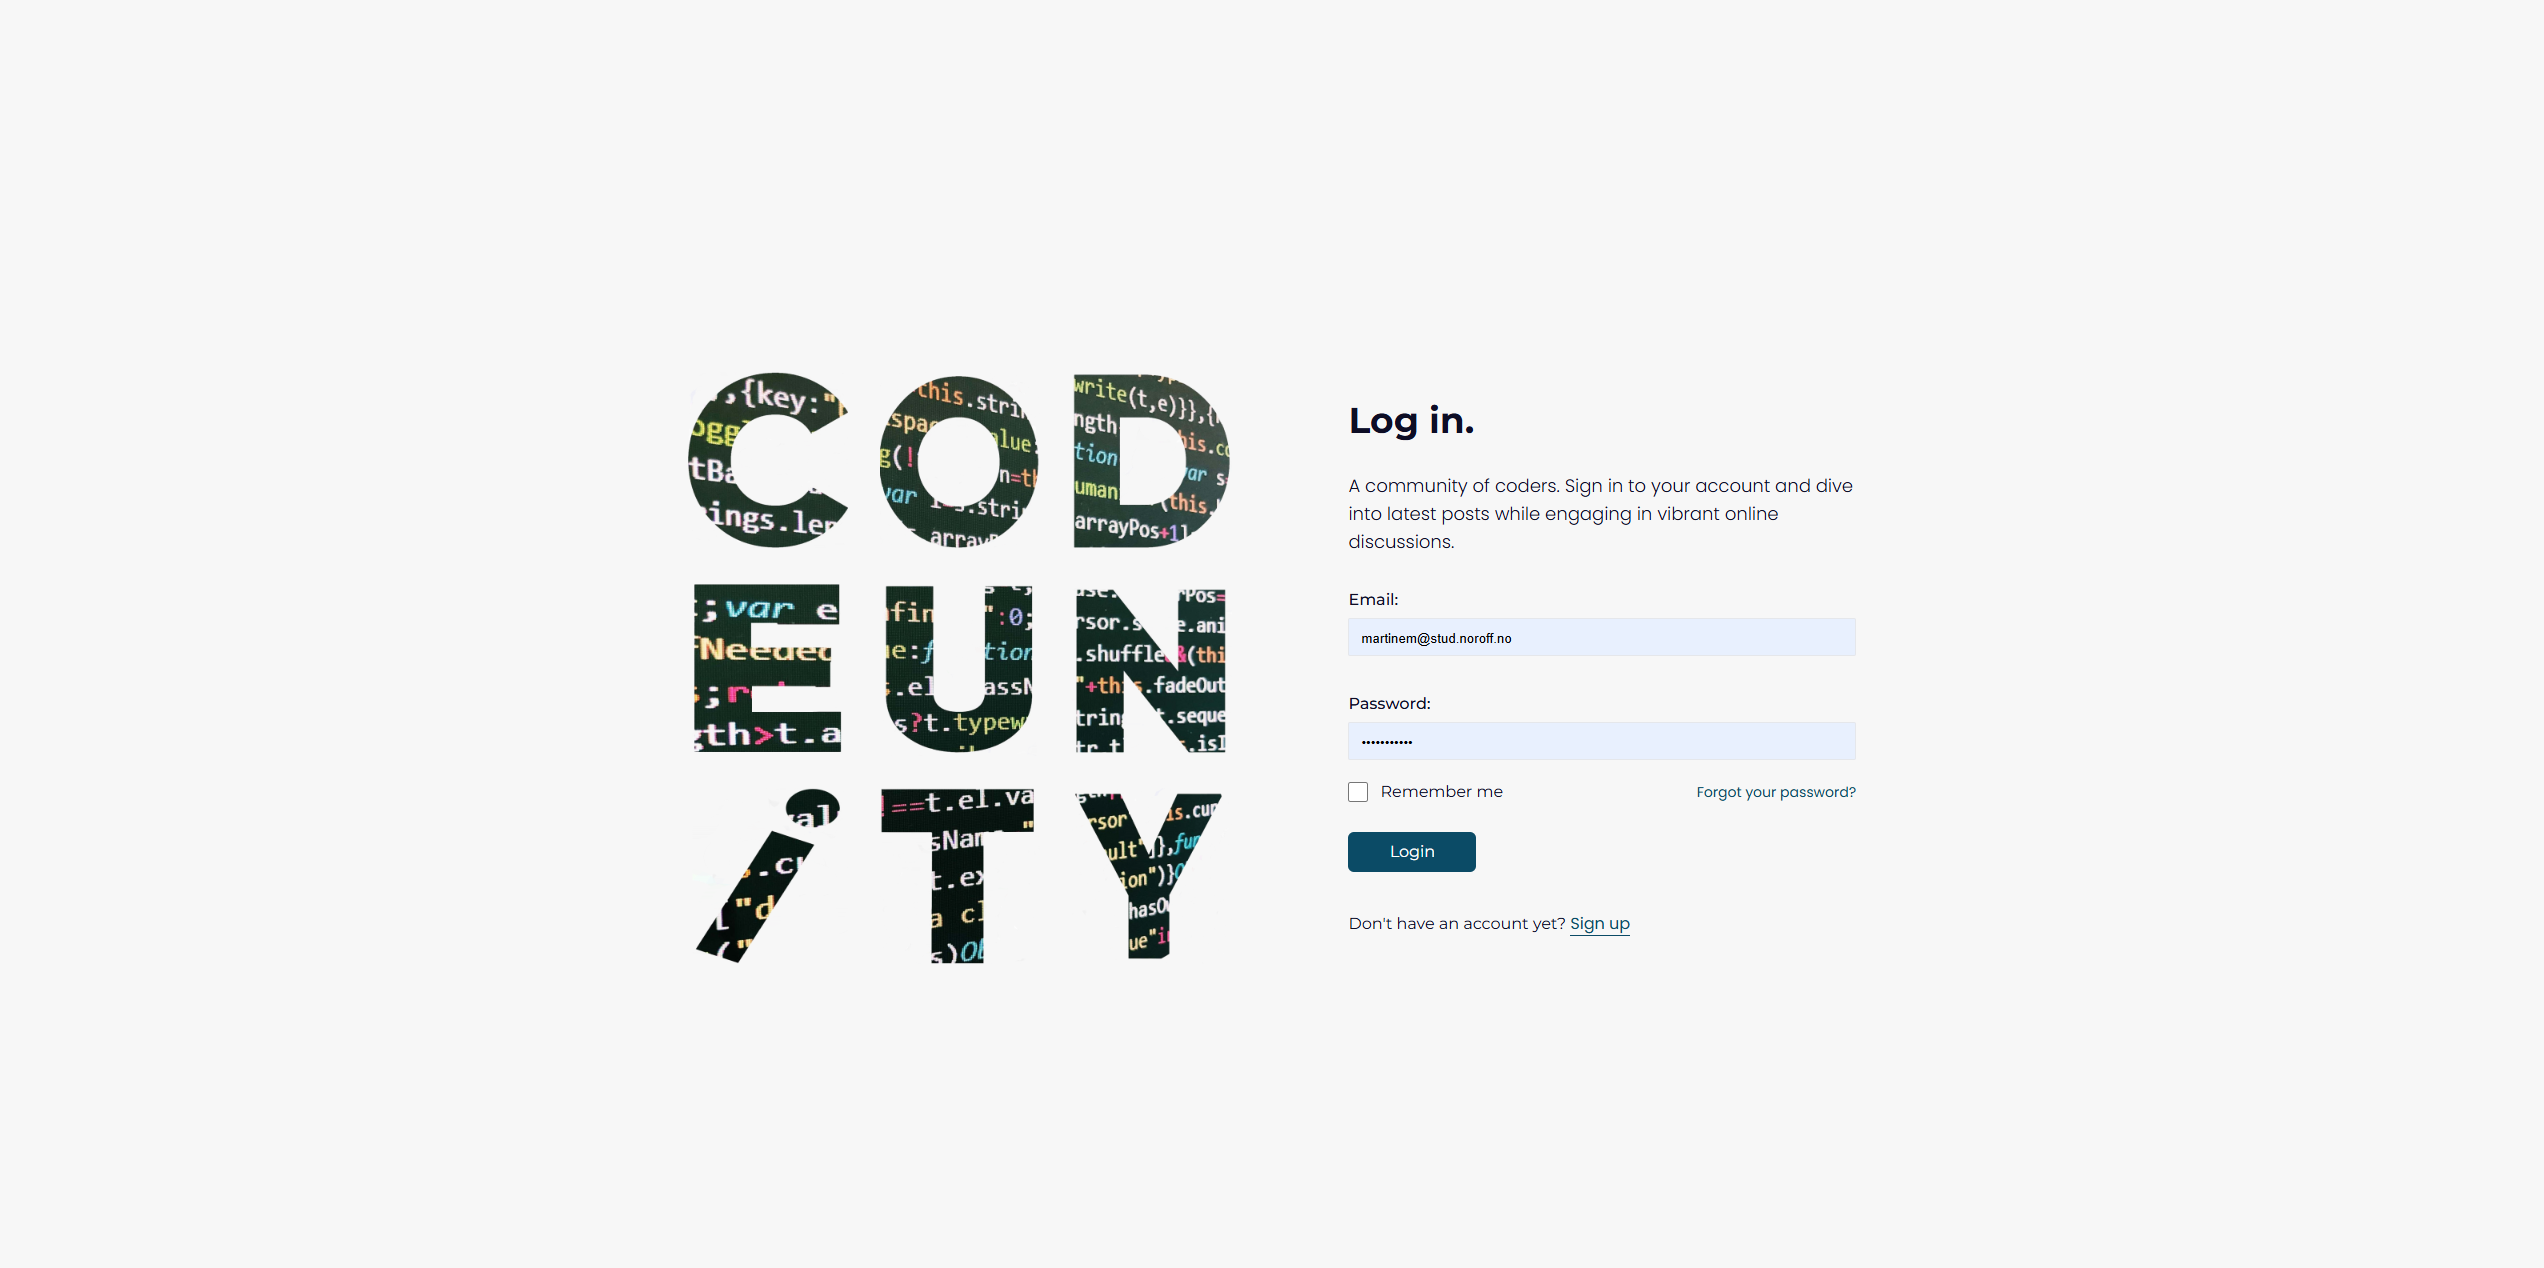 COD
EUN
iTY
Log in.
A community of coders. Sign in to your account and dive
into latest posts while engaging in vibrant online
discussions.
Email:
martinem@stud.noroff.no
Password:
•••••••••••
Remember me
Forgot your password?
Login
Don't have an account yet? Sign up